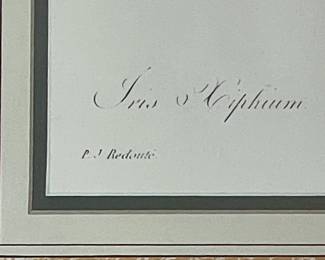 Iris Xiphium.
P. J. Redouté.